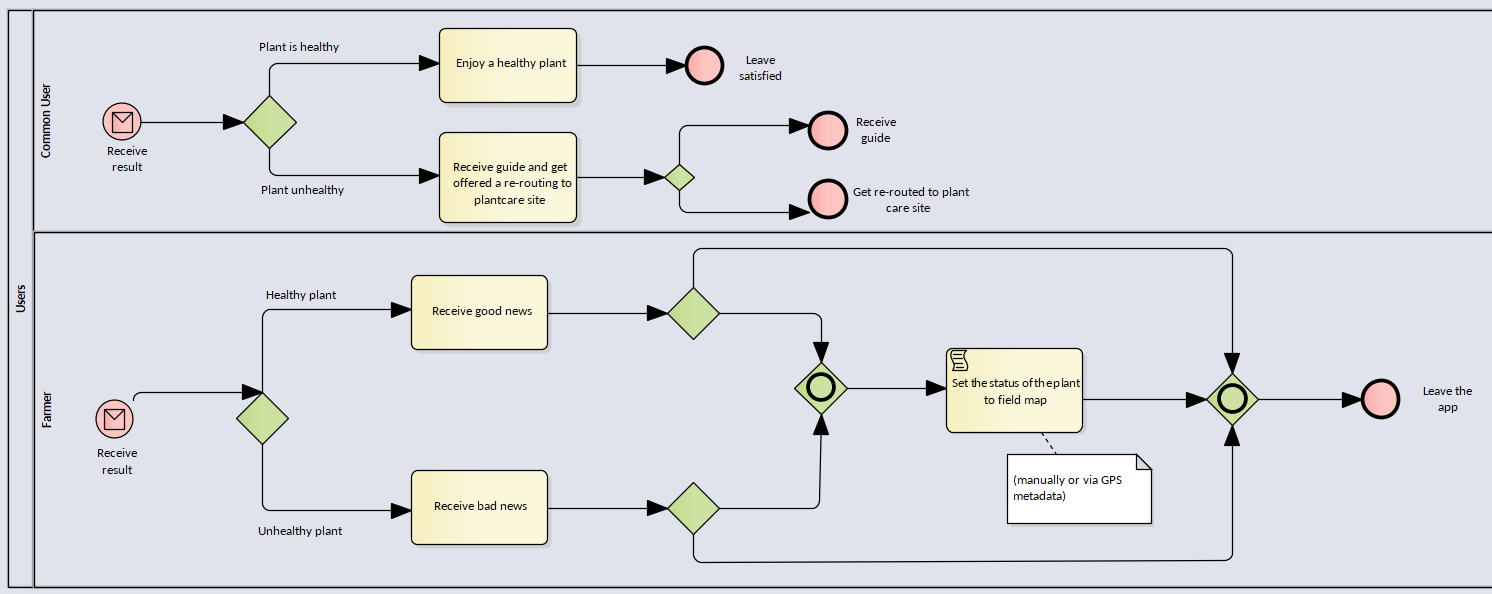 Users
Common User
Receive
result
Plant is healthy
Plant unhealthy
Enjoy a healthy plant
Leave
satisfied
Receive guide and get
offered a re-routing to
plantcare site
Receive
guide
Get re-routed to plant
care site
Farmer
Receive
result
Healthy plant
Unhealthy plant
Receive good news
Receive bad news
Set the status of the plant
to field map
(manually or via GPS
metadata)
Leave the
app